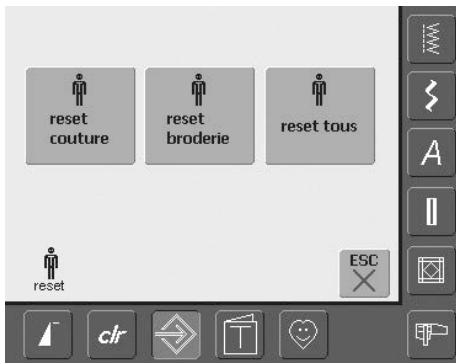 reset
couture
reset
broderie
reset tous
reset
ESC
A
clr
T